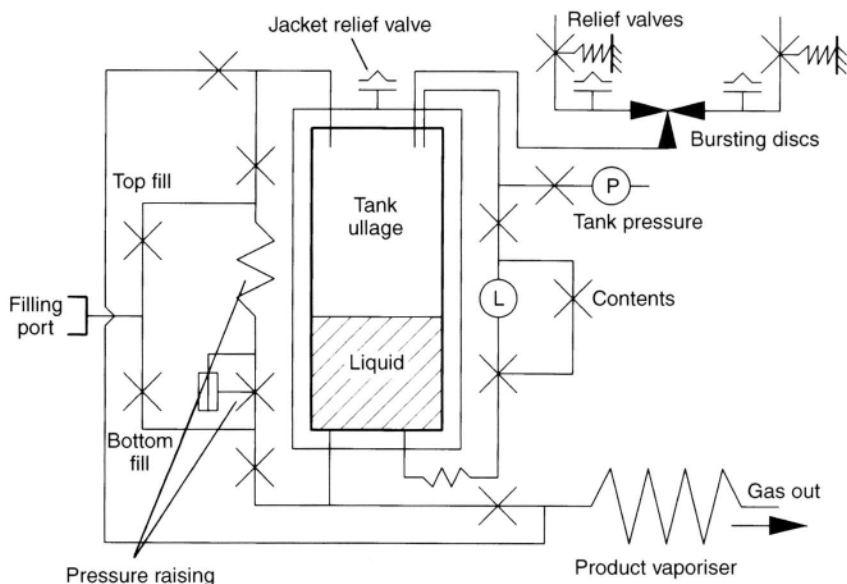 Jacket relief valve
Relief valves
Bursting discs
Top fill
Tank
ullage
P
Tank pressure
Filling
port
L
Contents
Liquid
Bottom
fill
Gas out
Product vaporiser
Pressure raising